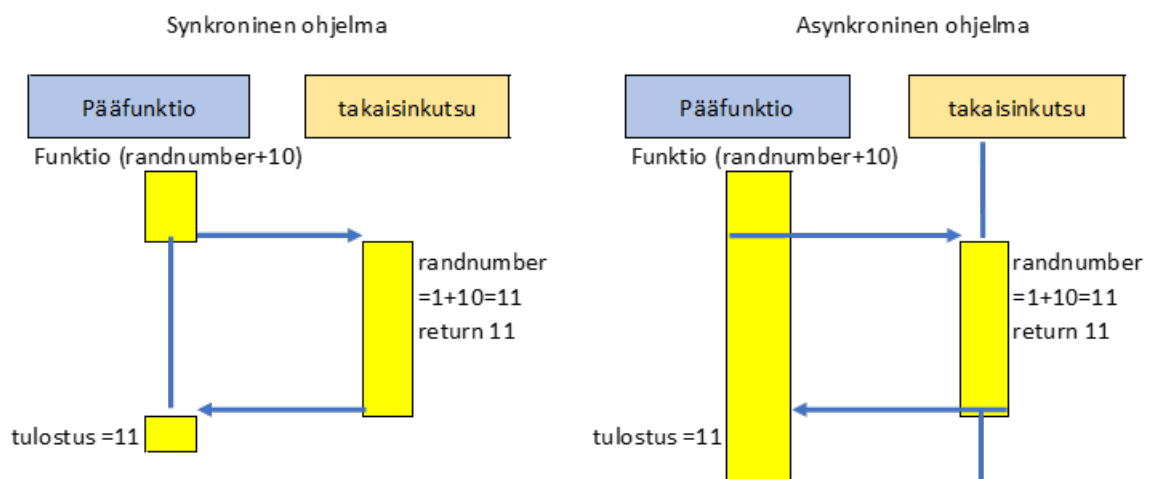 Synkroninen ohjelma
Pääfunktio
takaisinkutsu
Funktio (randnumber+10)
randnumber
=1+10=11
return 11
tulostus =11
Asynkroninen ohjelma
Pääfunktio
takaisinkutsu
Funktio (randnumber+10)
randnumber
=1+10=11
return 11
tulostus =11